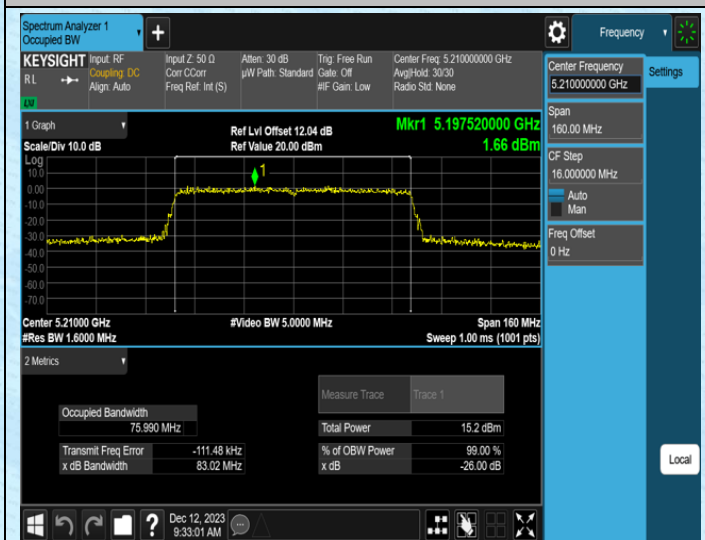 Spectrum Analyzer 1
Occupied BW
Frequency
KEYSIGHT
R L
LXI
Input: RF
Coupling: DC
Align: Auto
Input Z: 50 Ω
Corr CCorr
Freq Ref: Int (S)
Atten: 30 dB
µW Path: Standard
Trig: Free Run
Gate: Off
#IF Gain: Low
Center Freq: 5.210000000 GHz
Avg|Hold: 30/30
Radio Std: None
Center Frequency
5.210000000 GHz
Settings
Span
160.00 MHz
CF Step
16.000000 MHz
Auto
Man
Freq Offset
0 Hz
1 Graph
Scale/Div 10.0 dB
Ref Lvl Offset 12.04 dB
Ref Value 20.00 dBm
Mkr1 5.197520000 GHz
1.66 dBm
Log
10.0
0.00
-10.0
-20.0
-30.0
-40.0
-50.0
-60.0
-70.0
1
Center 5.21000 GHz
#Res BW 1.6000 MHz
#Video BW 5.0000 MHz
Span 160 MHz
Sweep 1.00 ms (1001 pts)
2 Metrics
Measure Trace Trace 1
Occupied Bandwidth
75.990 MHz
Total Power 15.2 dBm
Transmit Freq Error -111.48 kHz
% of OBW Power 99.00 %
x dB Bandwidth 83.02 MHz
x dB -26.00 dB
Local
?
Dec 12, 2023
9:33:01 AM